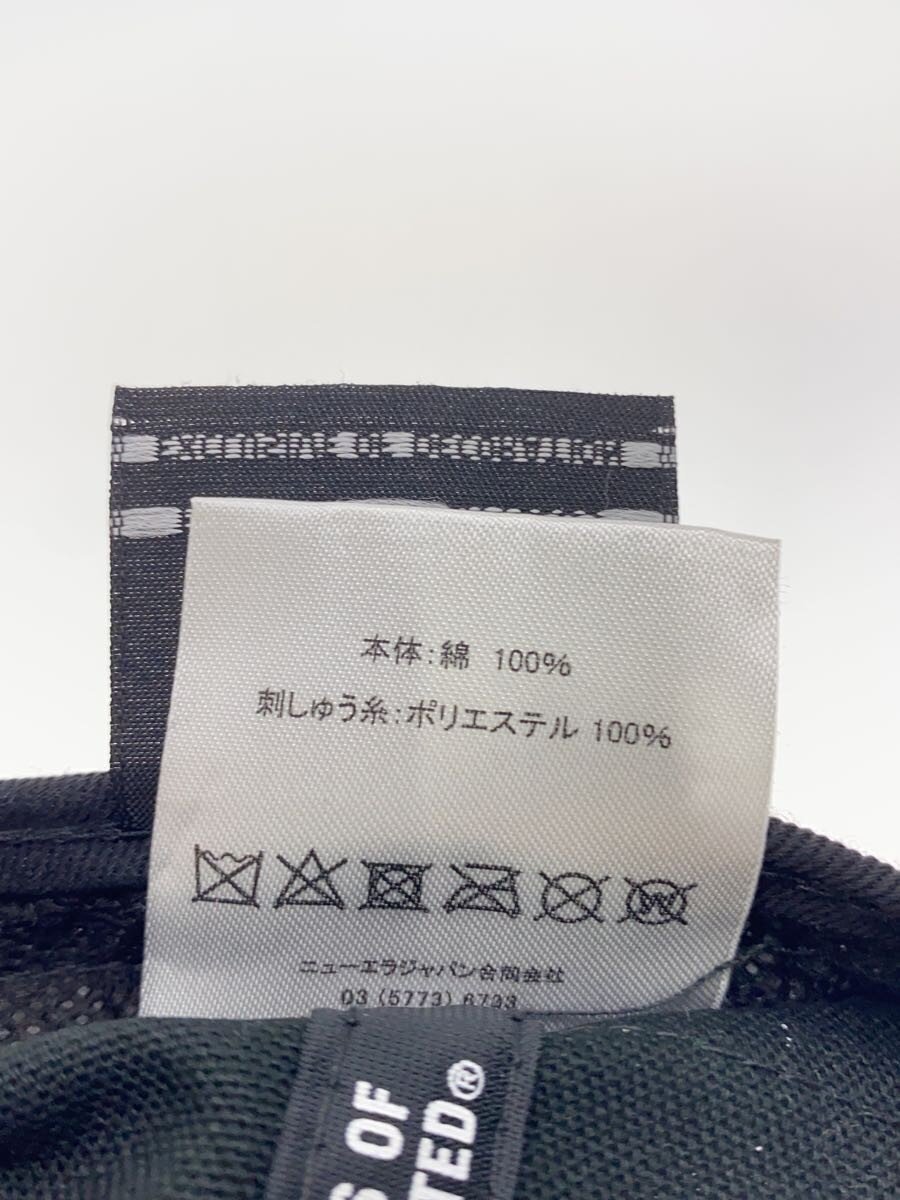 本体:綿 100%
刺しゅう糸:ポリエステル 100%
W
ニューエラジャパン合同会社
03 (5773) 6733
OF